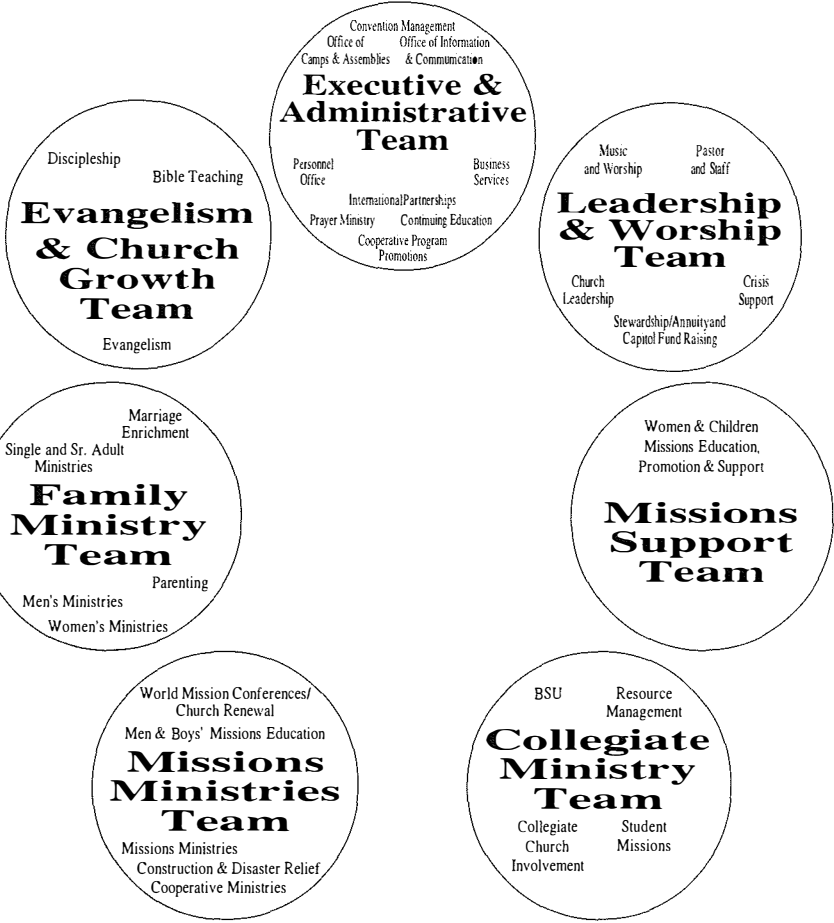 Convention Management
Office of Office of Information
Camps & Assemblies & Communication
Executive &
Administrative
Team
Personnel Business
Office Services
InternationalPartnerships
Prayer Ministry Continuing Education
Cooperative Program
Promotions
Discipleship
Bible Teaching
Evangelism
& Church
Growth
Team
Evangelism
Music Pastor
and Worship and Staff
Leadership
& Worship
Team
Church Crisis
Leadership Support
Stewardship/Annuityand
Capitol Fund Raising
Marriage
Enrichment
Single and Sr. Adult
Ministries
Family
Ministry
Team
Parenting
Men's Ministries
Women's Ministries
Women & Children
Missions Education,
Promotion & Support
Missions
Support
Team
World Mission Conferences/
Church Renewal
Men & Boys' Missions Education
Missions
Ministries
Team
Missions Ministries
Construction & Disaster Relief
Cooperative Ministries
BSU Resource
Management
Collegiate
Ministry
Team
Collegiate Student
Church Missions
Involvement